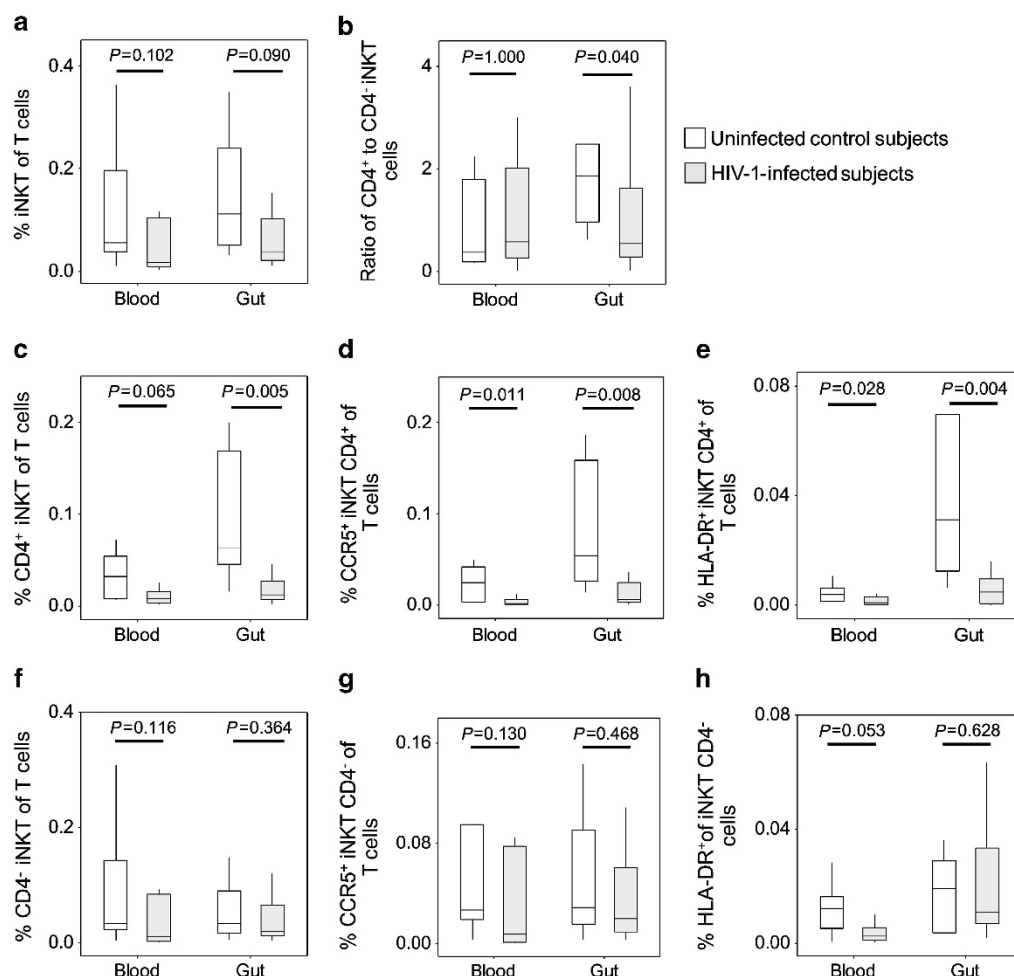 a
P=0.102
P=0.090
0.4
0.2
0.0
% iNKT of T cells
Blood
Gut
b
P=1.000
P=0.040
4
2
0
Ratio of CD4⁺ to CD4⁻iNKT
cells
Blood
Gut
Uninfected control subjects
HIV-1-infected subjects
c
P=0.065
P=0.005
0.2
0.1
0.0
% CD4⁺ iNKT of T cells
Blood
Gut
d
P=0.011
P=0.008
0.2
0.1
0.0
% CCR5⁺ iNKT CD4⁺ of
T cells
Blood
Gut
e
P=0.028
P=0.004
0.08
0.04
0.00
% HLA-DR⁺ iNKT CD4⁺ of
T cells
Blood
Gut
f
P=0.116
P=0.364
0.4
0.2
0.0
% CD4⁻ iNKT of T cells
Blood
Gut
g
P=0.130
P=0.468
0.16
0.08
0.00
% CCR5⁺ iNKT CD4⁻ of
T cells
Blood
Gut
h
P=0.053
P=0.628
0.08
0.04
0.00
% HLA-DR⁺ of iNKT CD4-
cells
Blood
Gut